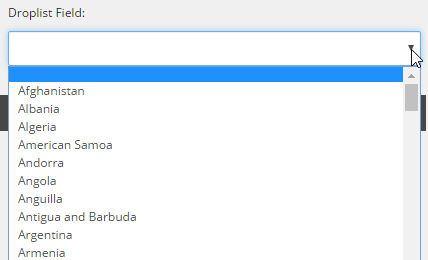 Droplist Field:
Afghanistan
Albania
Algeria
American Samoa
Andorra
Angola
Anguilla
Antigua and Barbuda
Argentina
Armenia